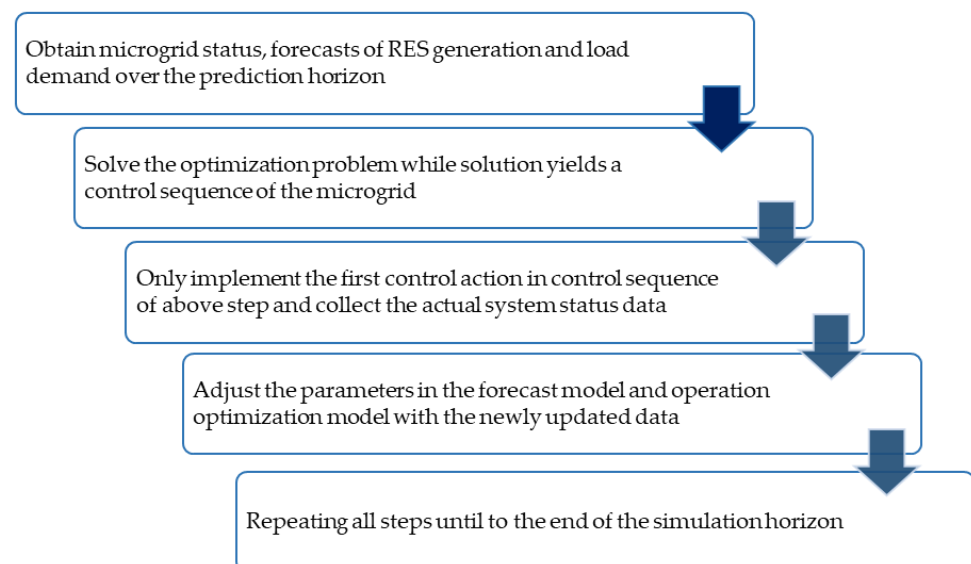 Obtain microgrid status, forecasts of RES generation and load
demand over the prediction horizon
Solve the optimization problem while solution yields a
control sequence of the microgrid
Only implement the first control action in control sequence
of above step and collect the actual system status data
Adjust the parameters in the forecast model and operation
optimization model with the newly updated data
Repeating all steps until to the end of the simulation horizon